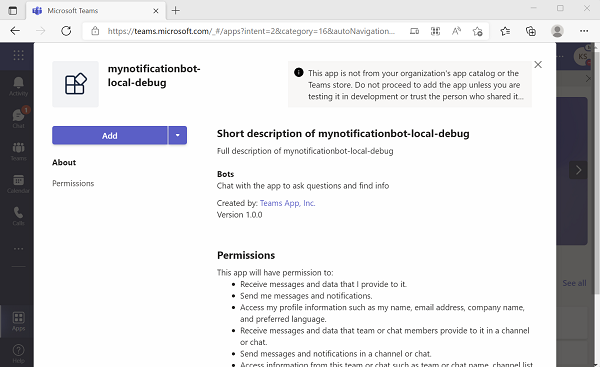 Microsoft Teams
https://teams.microsoft.com/_#/apps?intent=2&category=16&autoNavigation...
mynotificationbot-
local-debug
This app is not from your organization's app catalog or the
Teams store. Do not proceed to add the app unless you are
testing it in development or trust the person who shared it...
Add
Short description of mynotificationbot-local-debug
Full description of mynotificationbot-local-debug
About
Permissions
Bots
Chat with the app to ask questions and find info
Created by: Teams App, Inc.
Version 1.0.0
Permissions
This app will have permission to:
• Receive messages and data that I provide to it.
• Send me messages and notifications.
• Access my profile information such as my name, email address, company name,
and preferred language.
• Receive messages and data that team or chat members provide to it in a channel
or chat.
• Send messages and notifications in a channel or chat.
• Access information from this team or chat such as team or chat name, channel list
Activity
Chat
1
Teams
Calendar
Calls
Apps
Help
KS
See all